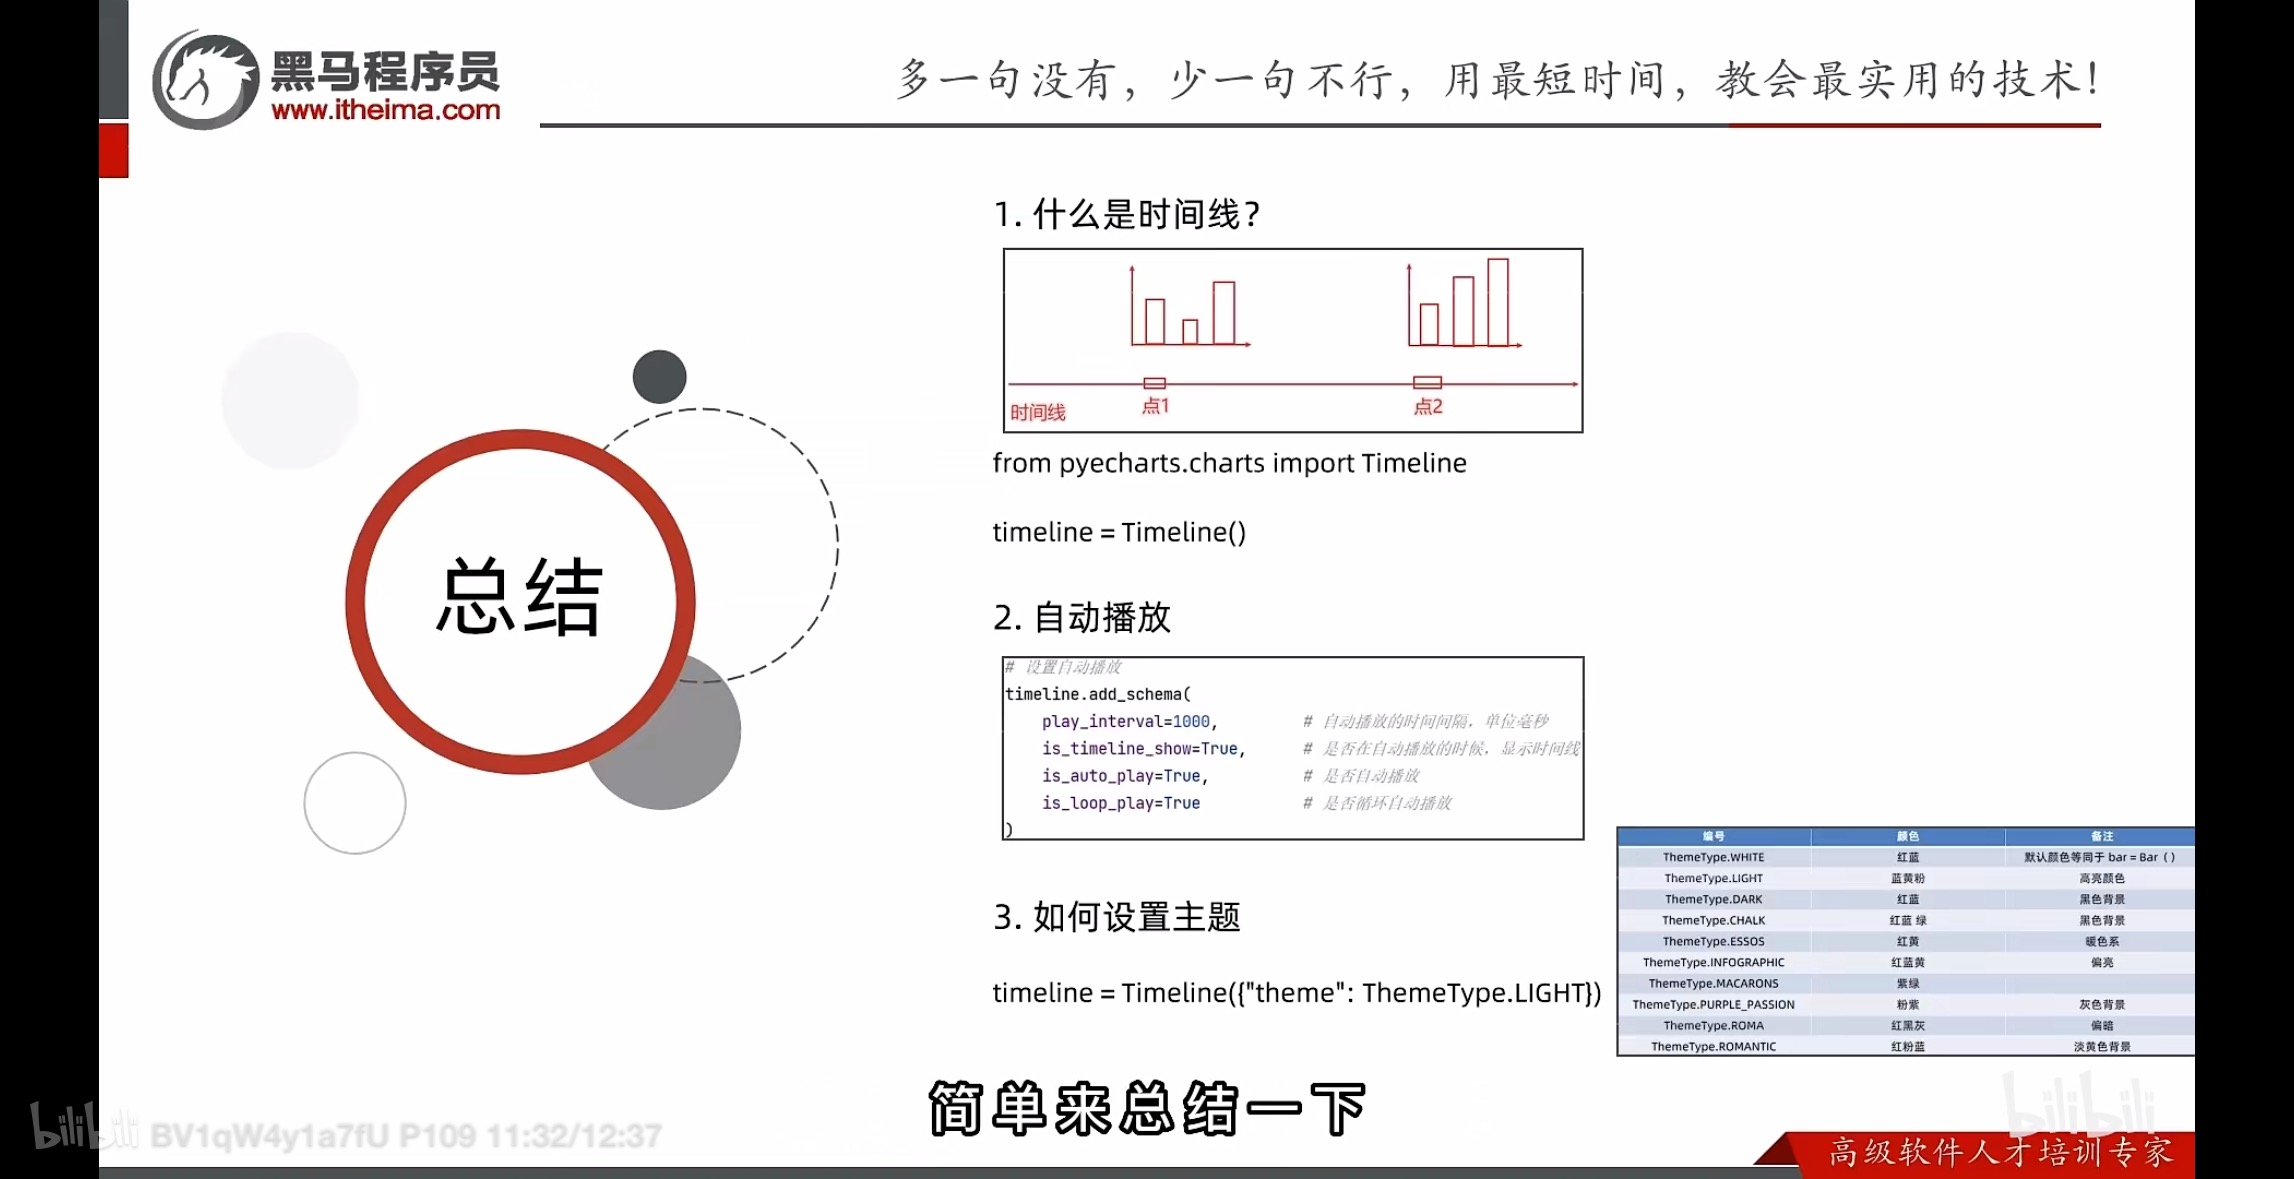 黑马程序员
www.itheima.com
多一句没有，少一句不行，用最短时间，教会最实用的技术！
1. 什么是时间线？
时间线
点1
点2
from pyecharts.charts import Timeline
timeline = Timeline()
总结
2. 自动播放
# 设置自动播放
timeline.add_schema(
play_interval=1000, # 自动播放的时间间隔，单位毫秒
is_timeline_show=True, # 是否在自动播放的时候，显示时间线
is_auto_play=True, # 是否自动播放
is_loop_play=True # 是否循环自动播放
)
3. 如何设置主题
timeline = Timeline({"theme": ThemeType.LIGHT})
编号 颜色 备注
ThemeType.WHITE 红蓝 默认颜色等同于 bar = Bar（）
ThemeType.LIGHT 蓝黄粉 高亮颜色
ThemeType.DARK 红蓝 黑色背景
ThemeType.CHALK 红蓝 绿 黑色背景
ThemeType.ESSOS 红黄 暖色系
ThemeType.INFOGRAPHIC 红蓝黄 偏亮
ThemeType.MACARONS 紫绿
ThemeType.PURPLE_PASSION 粉紫 灰色背景
ThemeType.ROMA 红黑灰 偏暗
ThemeType.ROMANTIC 红粉蓝 淡黄色背景
简单来总结一下
bilibili BV1qW4y1a7fU P109 11:32/12:37
bilibili
高级软件人才培训专家